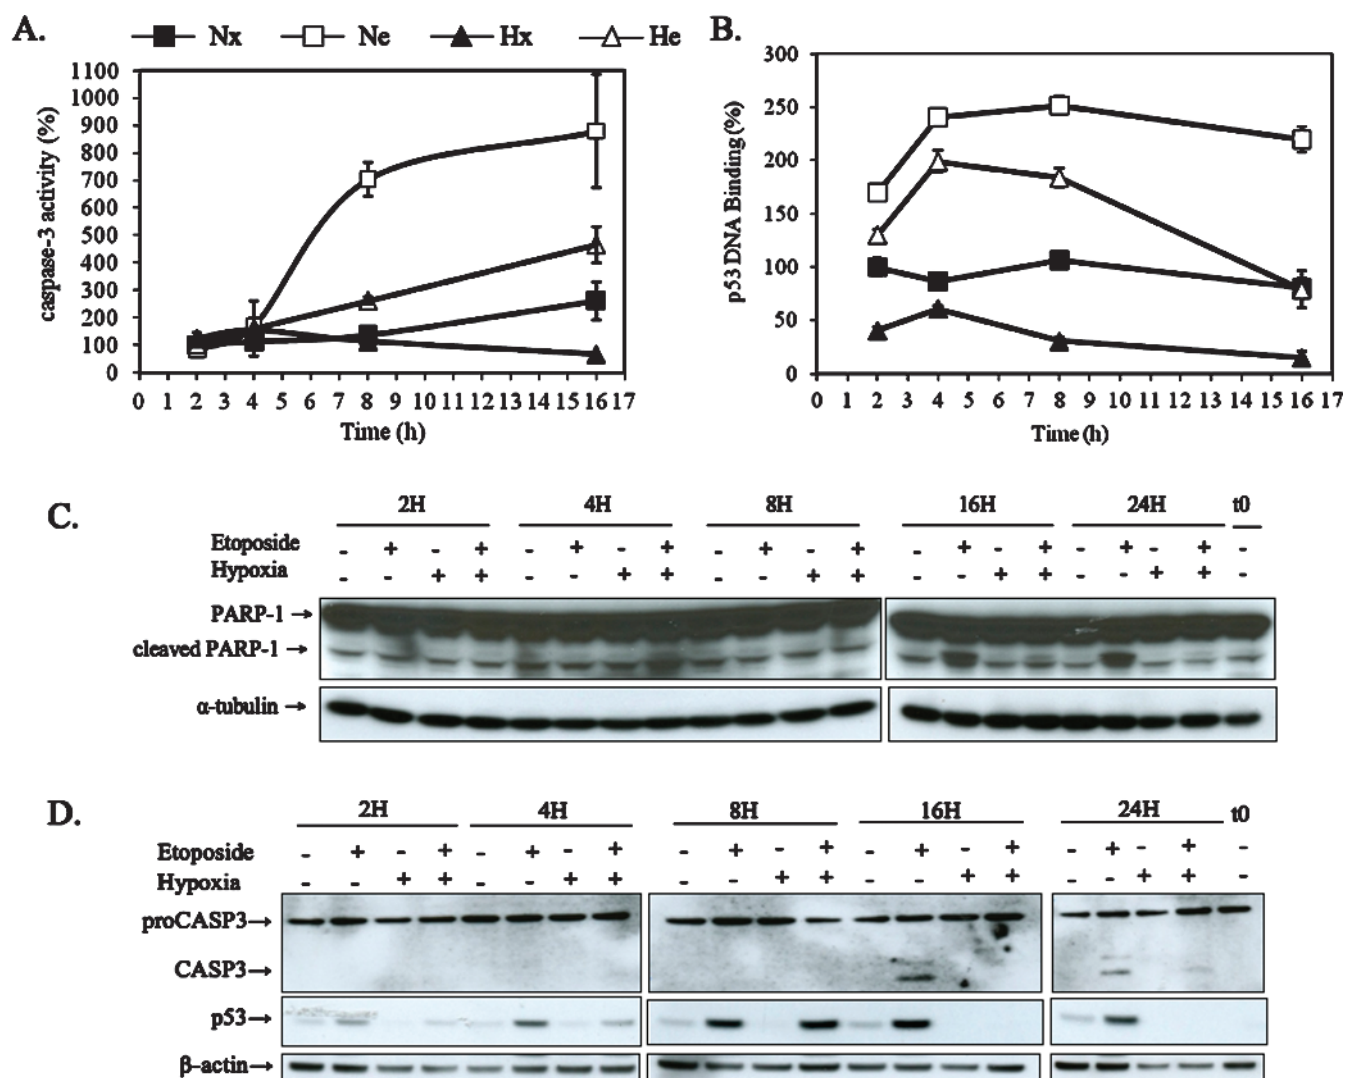 A. Nx Ne Hx He B.
1100
1000
900
800
700
600
500
400
300
200
100
0
caspase-3 activity (%)
0 1 2 3 4 5 6 7 8 9 10 11 12 13 14 15 16 17
Time (h)
300
250
200
150
100
50
0
p53 DNA Binding (%)
0 1 2 3 4 5 6 7 8 9 10 11 12 13 14 15 16 17
Time (h)
C.
2H 4H 8H 16H 24H t0
Etoposide - + - + - + - + - + - + - + - + - + - + -
Hypoxia - - + + - - + + - - + + - - + + - - + + -
PARP-1 →
cleaved PARP-1 →
α-tubulin →
D.
2H 4H 8H 16H 24H t0
Etoposide - + - + - + - + - + - + - + - + - + - + -
Hypoxia - - + + - - + + - - + + - - + + - - + + -
proCASP3→
CASP3→
p53→
β-actin→